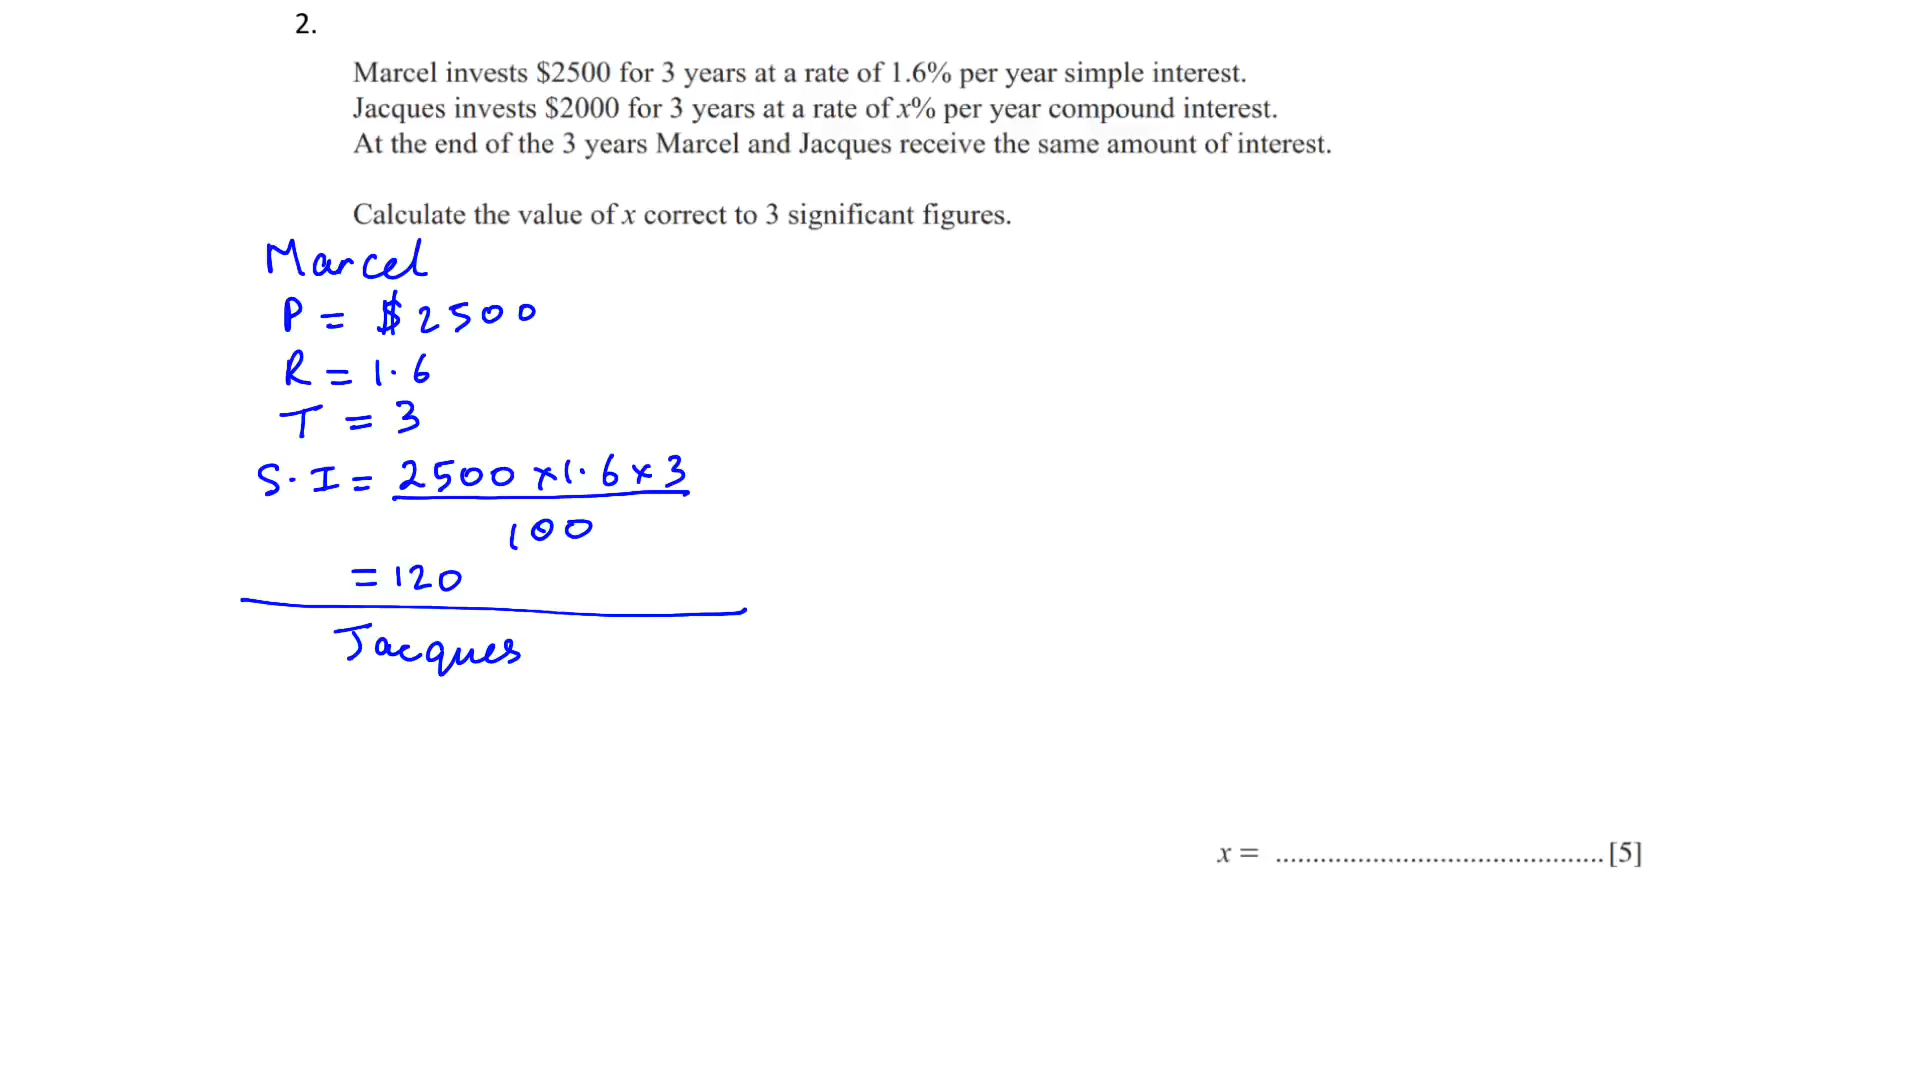 2.
Marcel invests $2500 for 3 years at a rate of 1.6% per year simple interest.
Jacques invests $2000 for 3 years at a rate of x% per year compound interest.
At the end of the 3 years Marcel and Jacques receive the same amount of interest.
Calculate the value of x correct to 3 significant figures.
Marcel
P = $2500
R = 1.6
T = 3
S.I = 2500 × 1.6 × 3
100
= 120
Jacques
x = ............................................ [5]